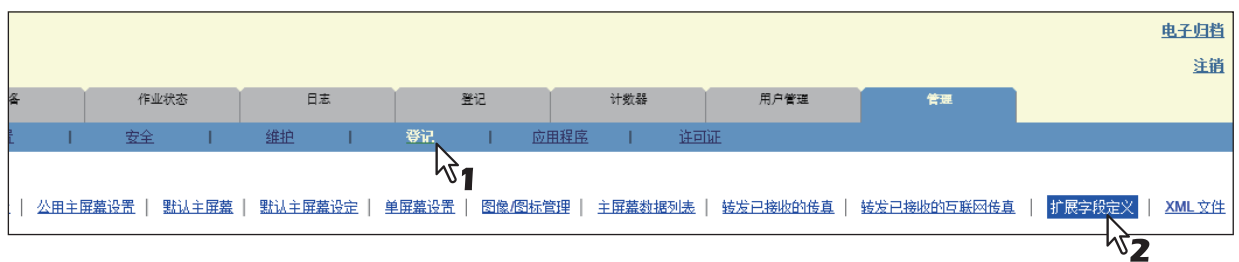 电子归档
注销
备 作业状态 日志 登记 计数器 用户管理 管理
| 安全 | 维护 | 登记 | 应用程序 | 许可证
1
| 公用主屏幕设置 | 默认主屏幕 | 默认主屏幕设定 | 单屏幕设置 | 图像/图标管理 | 主屏幕数据列表 | 转发已接收的传真 | 转发已接收的互联网传真 | 扩展字段定义 | XML 文件
2